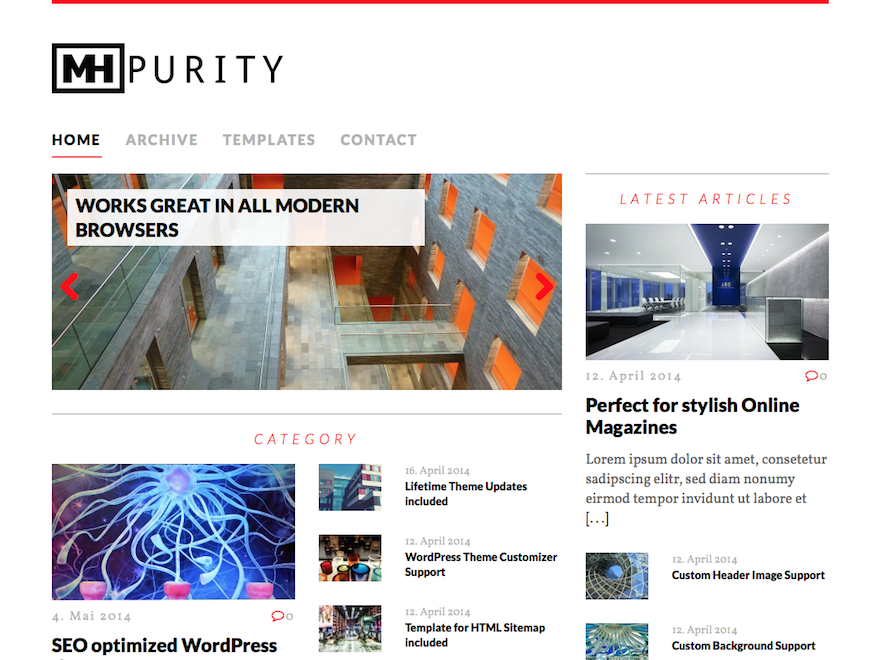 MH PURITY
HOME ARCHIVE TEMPLATES CONTACT
WORKS GREAT IN ALL MODERN
BROWSERS
CATEGORY
4. Mai 2014 0
SEO optimized WordPress
16. April 2014
Lifetime Theme Updates
included
12. April 2014
WordPress Theme Customizer
Support
12. April 2014
Template for HTML Sitemap
included
LATEST ARTICLES
12. April 2014 0
Perfect for stylish Online
Magazines
Lorem ipsum dolor sit amet, consetetur
sadipscing elitr, sed diam nonumy
eirmod tempor invidunt ut labore et
[…]
12. April 2014
Custom Header Image Support
12. April 2014
Custom Background Support